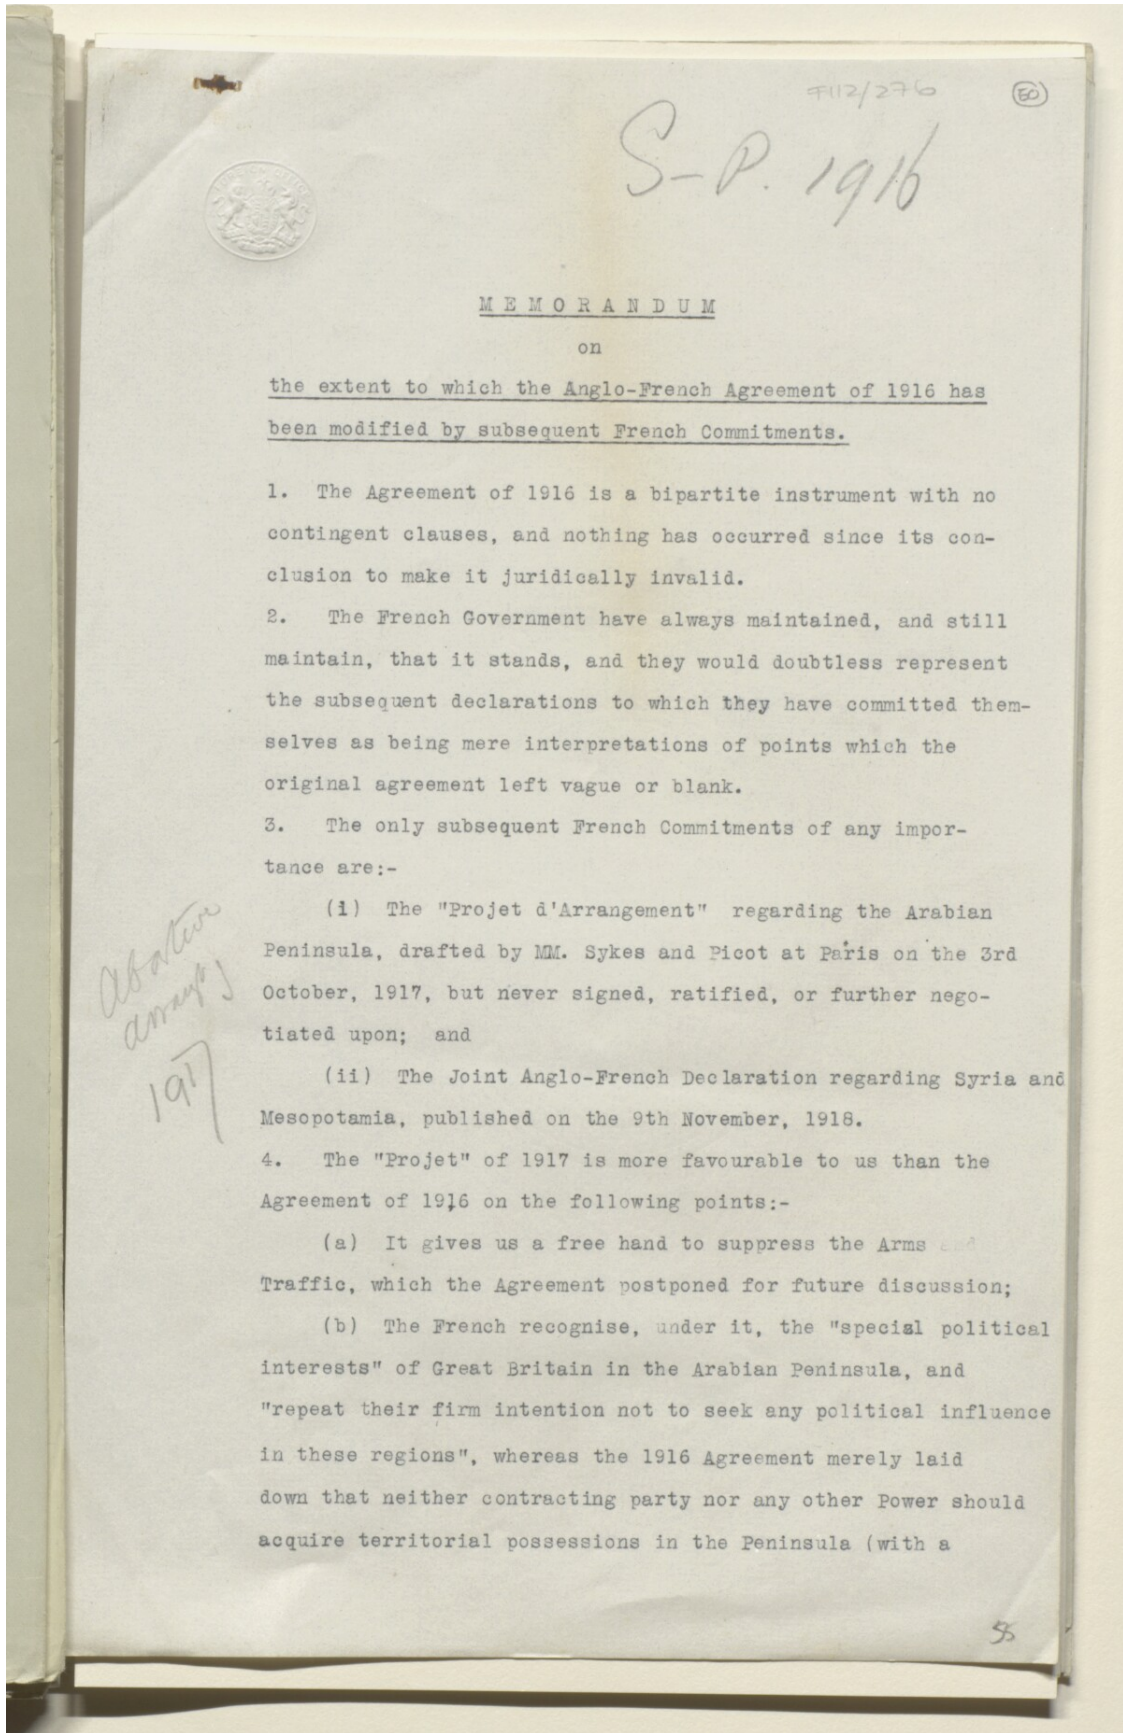 F112/276
50
S-P. 1916
MEMORANDUM
on
the extent to which the Anglo-French Agreement of 1916 has
been modified by subsequent French Commitments.
1. The Agreement of 1916 is a bipartite instrument with no
contingent clauses, and nothing has occurred since its con-
clusion to make it juridically invalid.
2. The French Government have always maintained, and still
maintain, that it stands, and they would doubtless represent
the subsequent declarations to which they have committed them-
selves as being mere interpretations of points which the
original agreement left vague or blank.
3. The only subsequent French Commitments of any impor-
tance are:-
(i) The "Projet d'Arrangement" regarding the Arabian
Peninsula, drafted by MM. Sykes and Picot at Paris on the 3rd
October, 1917, but never signed, ratified, or further nego-
tiated upon; and
(ii) The Joint Anglo-French Declaration regarding Syria and
Mesopotamia, published on the 9th November, 1918.
4. The "Projet" of 1917 is more favourable to us than the
Agreement of 1916 on the following points:-
(a) It gives us a free hand to suppress the Arms
Traffic, which the Agreement postponed for future discussion;
(b) The French recognise, under it, the "special political
interests" of Great Britain in the Arabian Peninsula, and
"repeat their firm intention not to seek any political influence
in these regions", whereas the 1916 Agreement merely laid
down that neither contracting party nor any other Power should
acquire territorial possessions in the Peninsula (with a
Abortive
1917